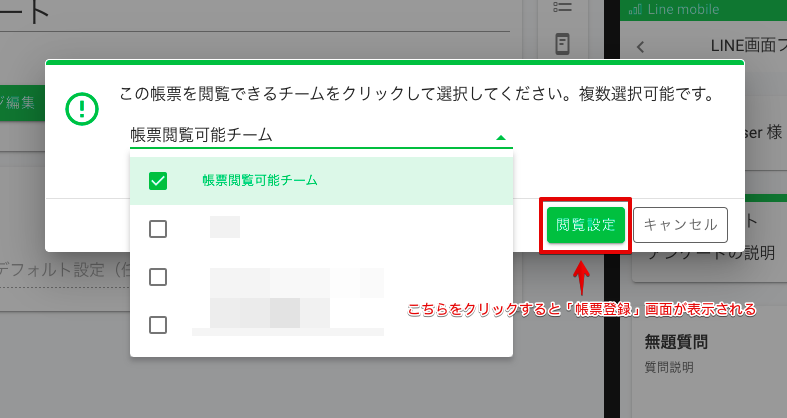 ート
Line mobile
LINE画面プ
この帳票を閲覧できるチームをクリックして選択してください。複数選択可能です。
編集
帳票閲覧可能チーム
ser 様
帳票閲覧可能チーム
閲覧設定
キャンセル
ト
アンケートの説明
デフォルト設定（任
こちらをクリックすると「帳票登録」画面が表示される
無題質問
質問説明